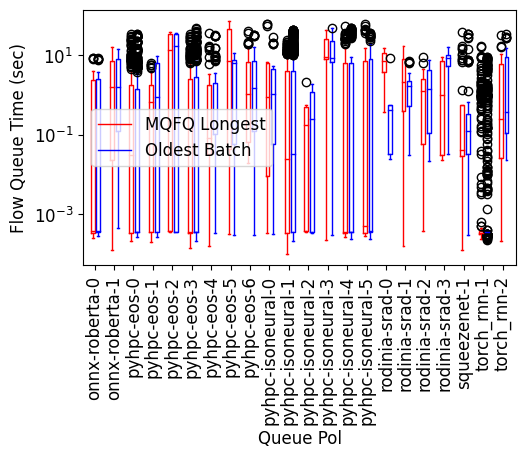 Flow Queue Time (sec)
10^1
10^-1
10^-3
MQFQ Longest
Oldest Batch
onnx-roberta-0
onnx-roberta-1
pyhpc-eos-0
pyhpc-eos-1
pyhpc-eos-2
pyhpc-eos-3
pyhpc-eos-4
pyhpc-eos-5
pyhpc-eos-6
pyhpc-isoneural-0
pyhpc-isoneural-1
pyhpc-isoneural-2
pyhpc-isoneural-3
pyhpc-isoneural-4
pyhpc-isoneural-5
rodinia-srad-0
rodinia-srad-1
rodinia-srad-2
rodinia-srad-3
squeezenet-1
torch_rnn-1
torch_rnn-2
Queue Pol